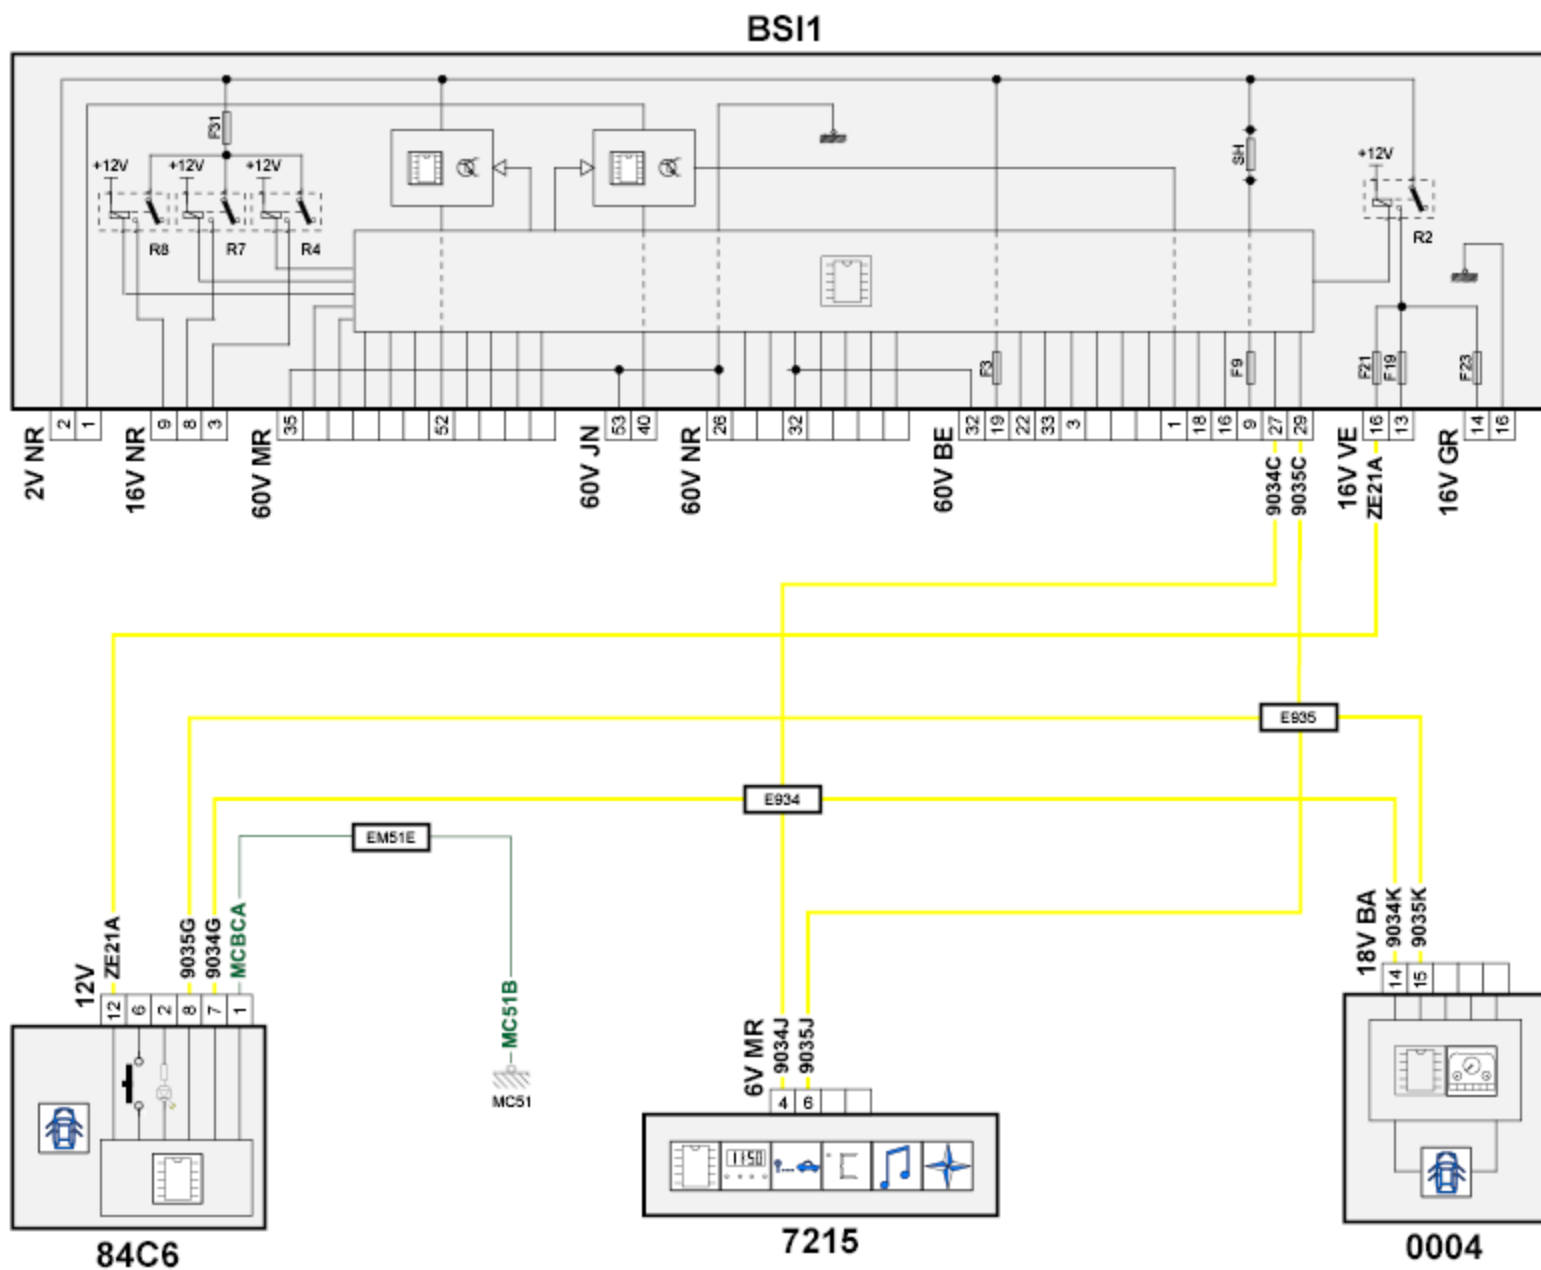 BSI1
F31
SH
+12V +12V +12V +12V
R8 R7 R4 R2
F3 F9 F21 F19 F23
2V NR 2 1
16V NR 9 8 3
60V MR 35 52
60V JN 53 40
60V NR 26 32
60V BE 32 19 22 33 3 1 18 16 9 27 29
16V VE 16 13
16V GR 14 16
9034C 9035C ZE21A
E935
E934
EM51E
12V ZE21A 9035G 9034G MCBCA
12 6 2 8 7 1
MC51B
MC51
6V MR 9034J 9035J
4 6
18V BA 9034K 9035K
14 15
11:50
84C6
7215
0004